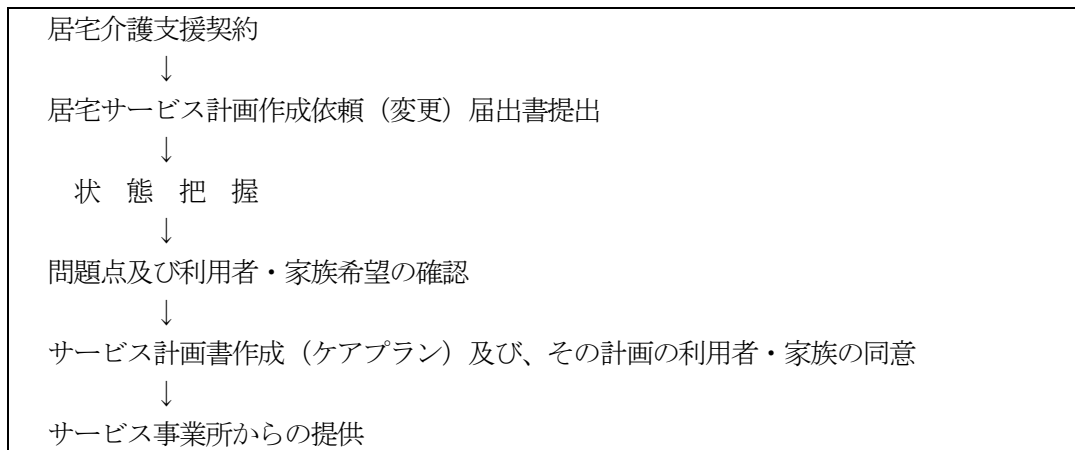 居宅介護支援契約
↓
居宅サービス計画作成依頼（変更）届出書提出
↓
状　態　把　握
↓
問題点及び利用者・家族希望の確認
↓
サービス計画書作成（ケアプラン）及び、その計画の利用者・家族の同意
↓
サービス事業所からの提供